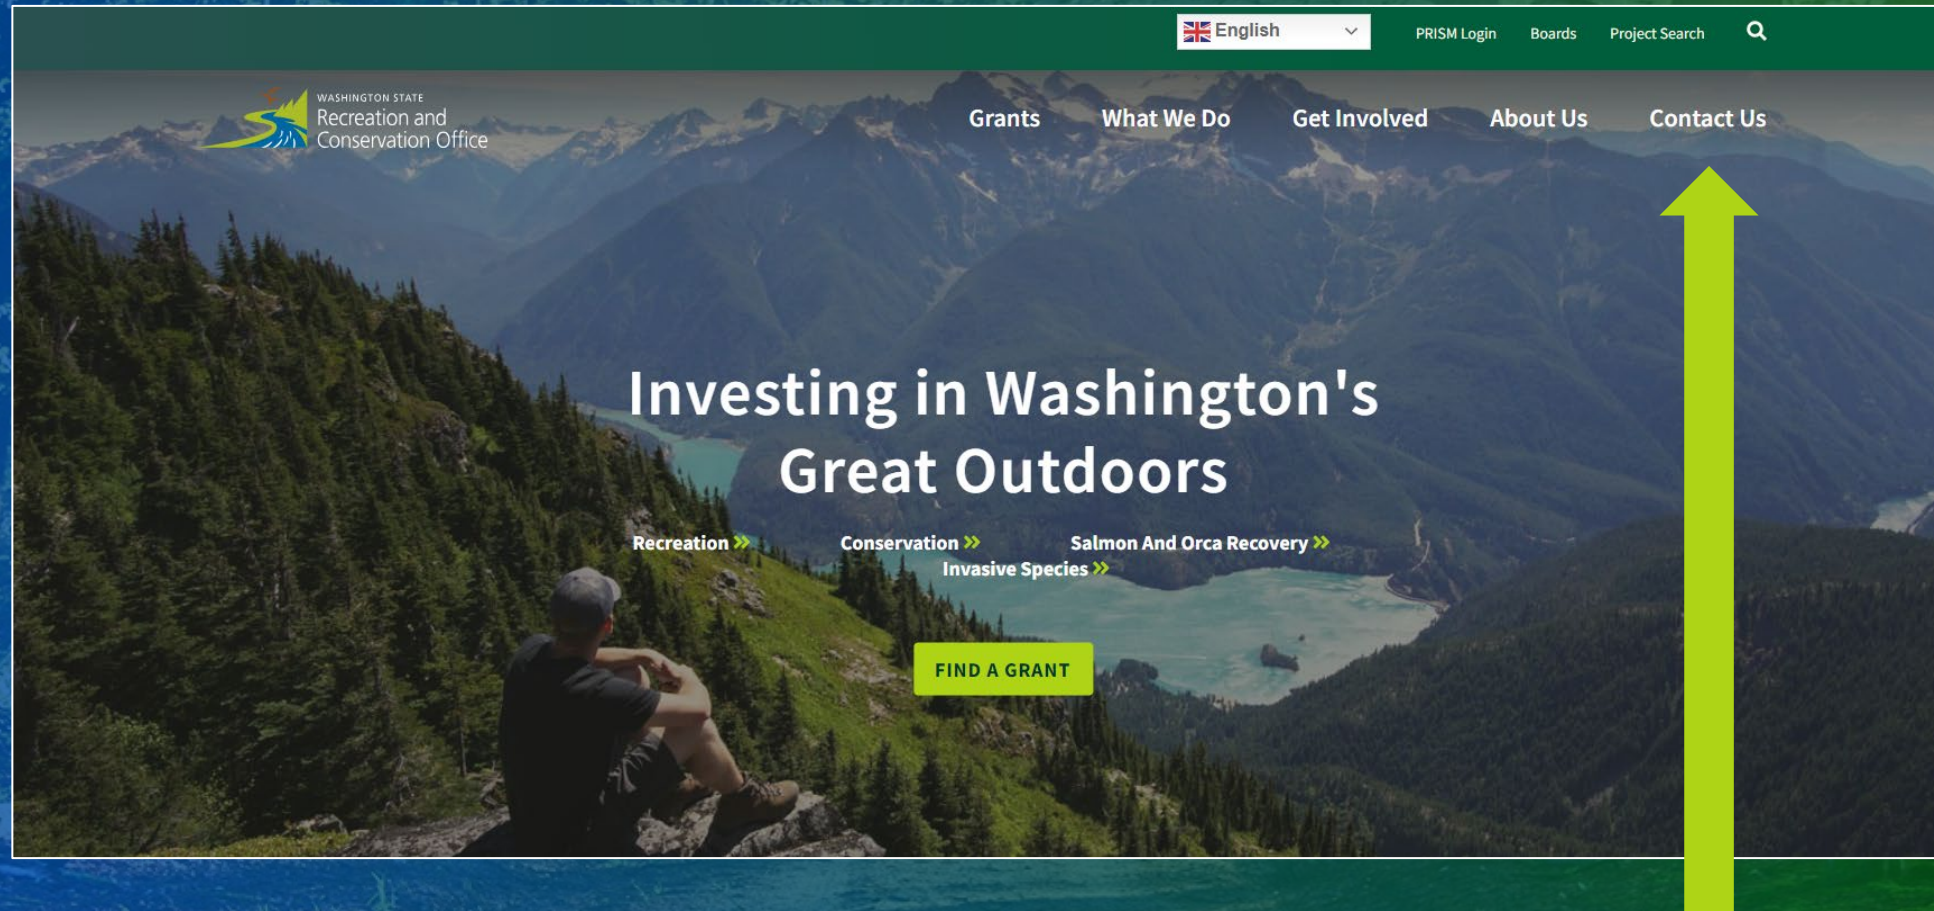 English
PRISM Login
Boards
Project Search
WASHINGTON STATE
Recreation and
Conservation Office
Grants
What We Do
Get Involved
About Us
Contact Us
Investing in Washington's
Great Outdoors
Recreation »
Conservation »
Salmon And Orca Recovery »
Invasive Species »
FIND A GRANT